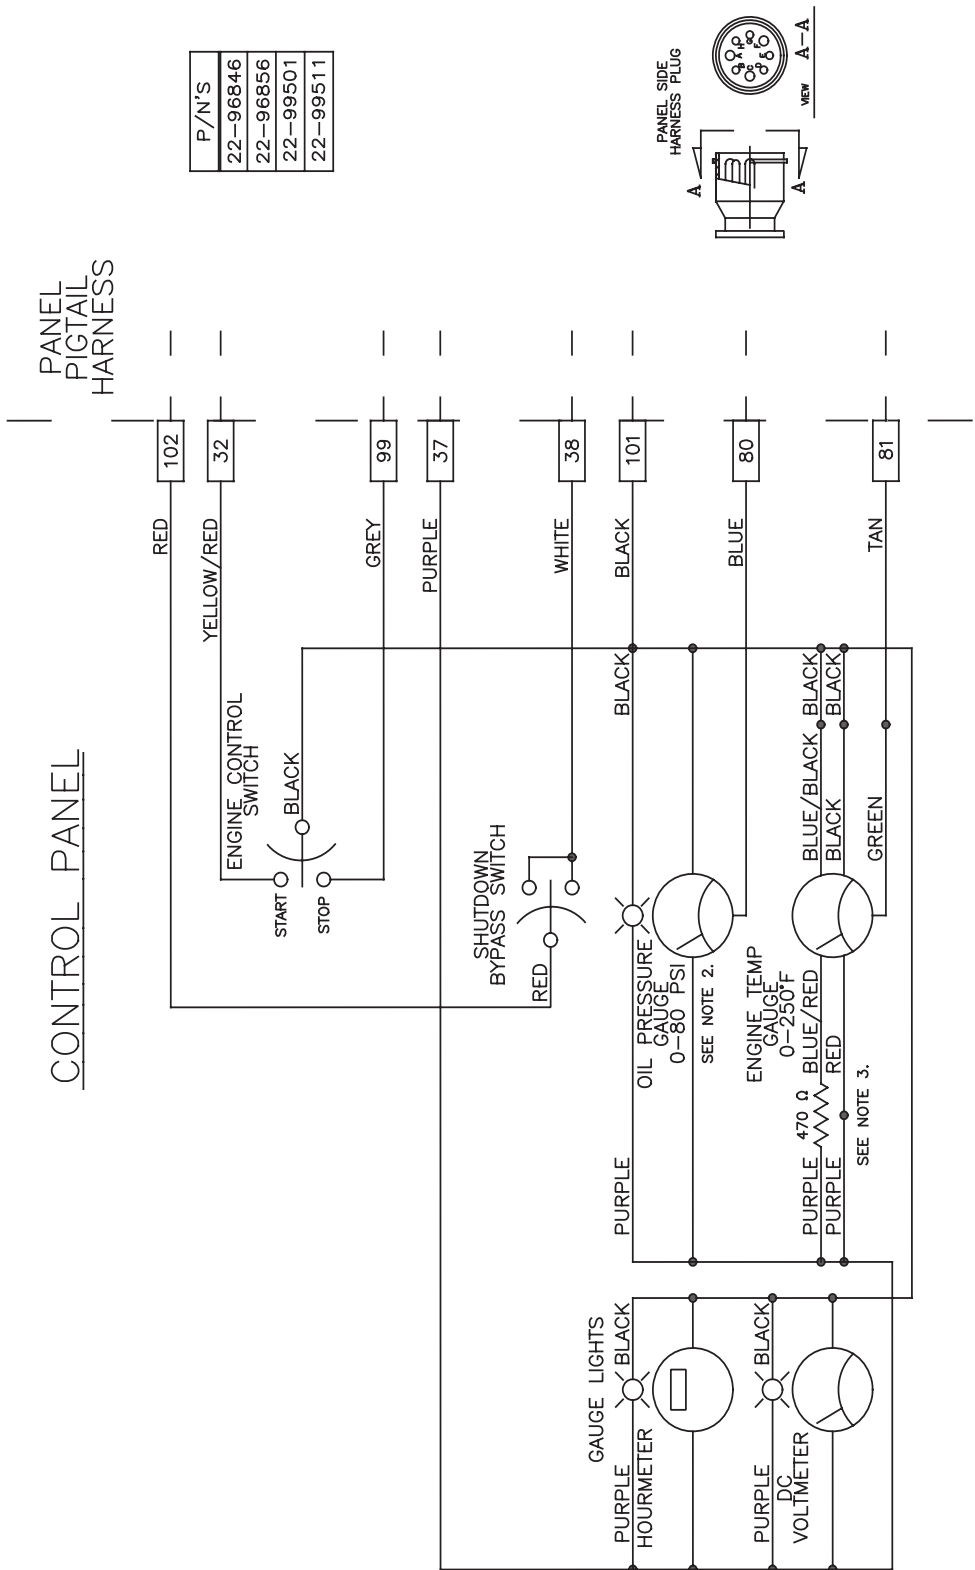 CONTROL PANEL
PANEL
PIGTAIL
HARNESS
P/N'S
22-96846
22-96856
22-99501
22-99511
RED
102
YELLOW/RED
32
ENGINE CONTROL
SWITCH
START
STOP
BLACK
GREY
99
PURPLE
37
SHUTDOWN
BYPASS SWITCH
RED
WHITE
38
GAUGE LIGHTS
PURPLE
BLACK
HOURMETER
PURPLE
BLACK
DC
VOLTMETER
PURPLE
BLACK
BLACK
101
OIL PRESSURE
GAUGE
0-80 PSI
SEE NOTE 2.
BLUE
80
ENGINE TEMP
GAUGE
0-250°F
470 Ω
PURPLE
BLUE/RED
BLUE/BLACK
BLACK
PURPLE
RED
BLACK
BLACK
SEE NOTE 3.
GREEN
TAN
81
PANEL SIDE
HARNESS PLUG
A
A
A
B
C
D
E
F
G
H
VIEW A-A